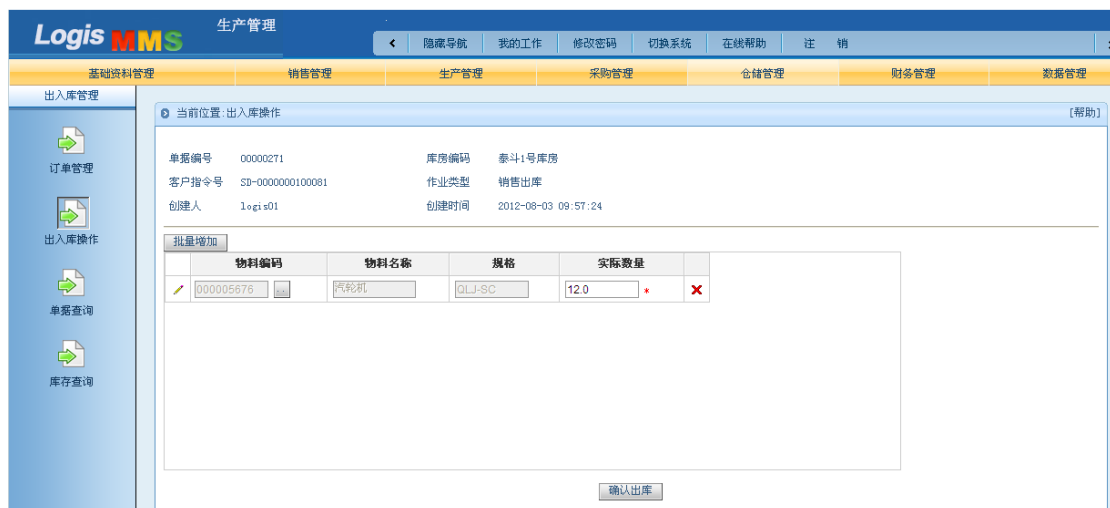 Logis MMS 生产管理
隐藏导航 我的工作 修改密码 切换系统 在线帮助 注 销
基础资料管理 销售管理 生产管理 采购管理 仓储管理 财务管理 数据管理
出入库管理
当前位置:出入库操作 [帮助]
订单管理
出入库操作
单据查询
库存查询
单据编号 00000271 库房编码 泰斗1号库房
客户指令号 SD-0000000100081 作业类型 销售出库
创建人 logis01 创建时间 2012-08-03 09:57:24
批量增加
物料编码 物料名称 规格 实际数量
000005676 ... 汽轮机 QLJ-SC 12.0 *
确认出库